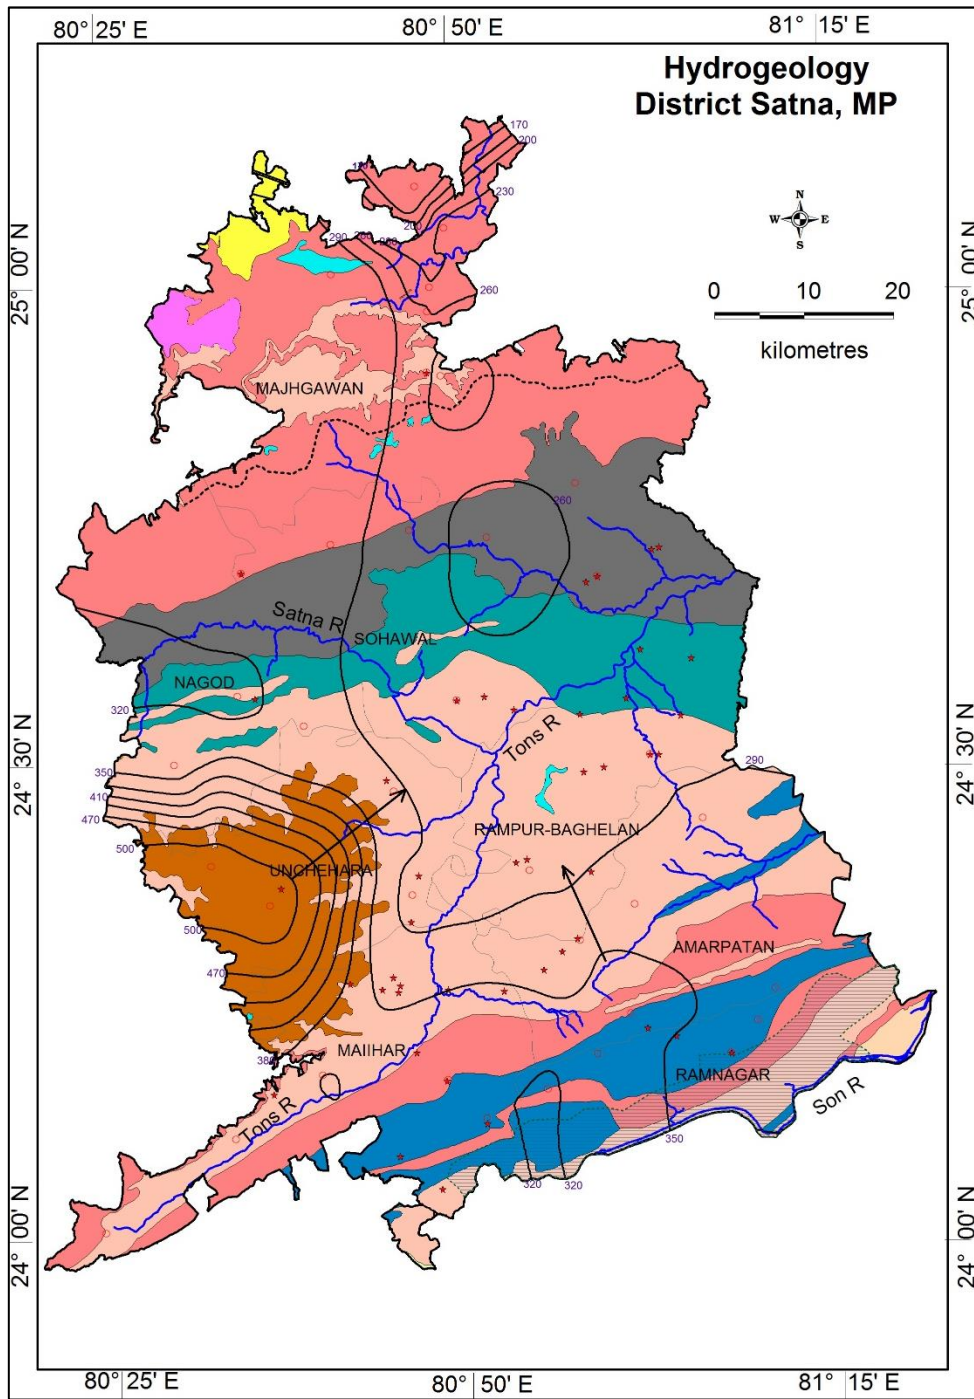 80° 25' E
80° 50' E
81° 15' E
Hydrogeology
District Satna, MP
170
200
230
200
290
260
N
W E
S
25° 00' N
25° 00' N
0 10 20
kilometres
MAJHGAWAN
260
Satna R
SOHAWAL
NAGOD
320
Tons R
24° 30' N
24° 30' N
290
350
410
470
RAMPUR-BAGHELAN
500
UNCHEHARA
500
AMARPATAN
470
380
MAIIHAR
RAMNAGAR
Tons R
Son R
350
320
320
24° 00' N
24° 00' N
80° 25' E
80° 50' E
81° 15' E